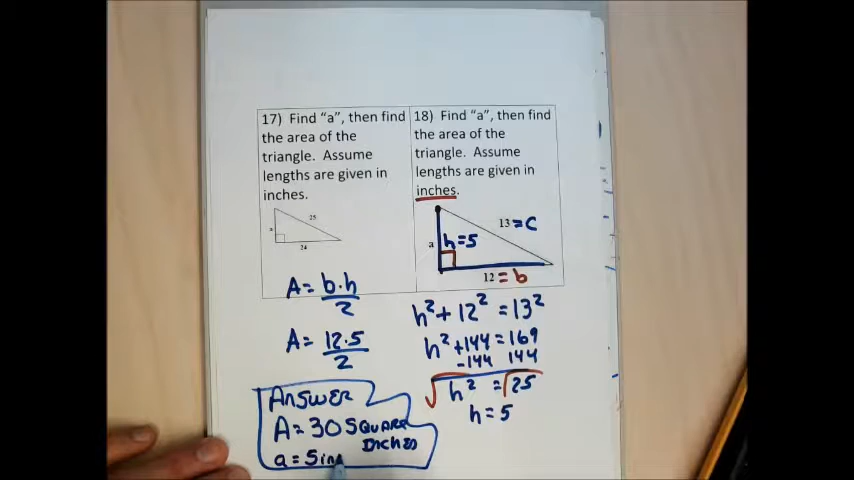 17) Find "a", then find
the area of the
triangle. Assume
lengths are given in
inches.
a
25
24
18) Find "a", then find
the area of the
triangle. Assume
lengths are given in
inches.
a
h=5
13 = C
12 = b
A = b·h
2
A = 12·5
2
h² + 12² = 13²
h² + 144 = 169
-144 144
√h² = √25
h = 5
ANSWER
A = 30 SQUARE
INCHES
a = 5 in